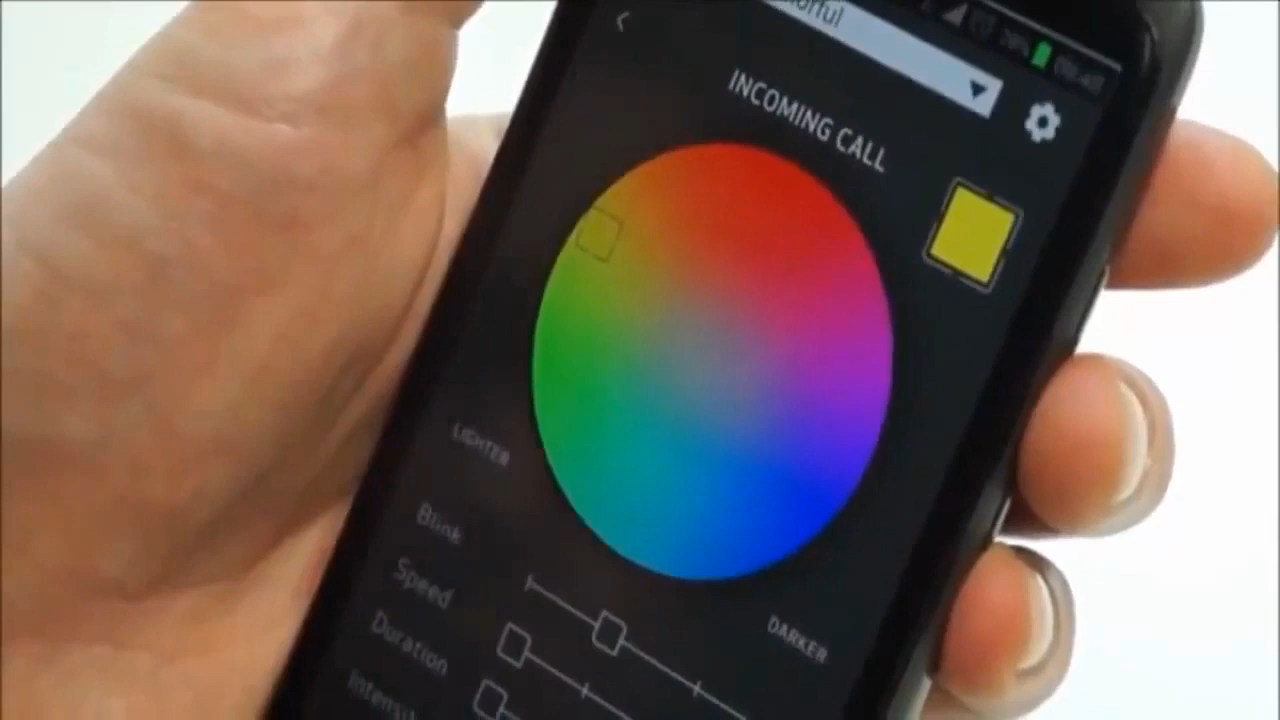 INCOMING CALL
LIGHTER
DARKER
Blink
Speed
Duration